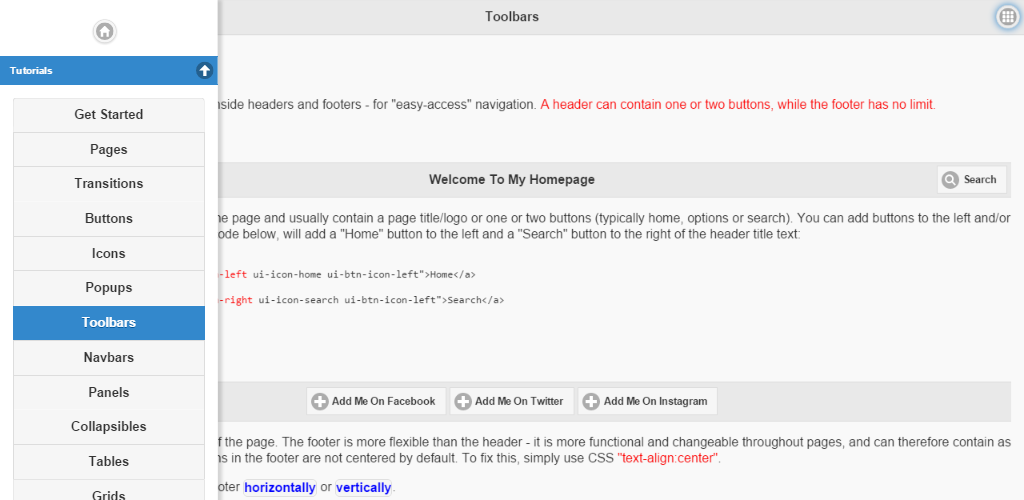 Toolbars
Tutorials
Get Started
Pages
Transitions
Buttons
Icons
Popups
Toolbars
Navbars
Panels
Collapsibles
Tables
Grids
headers and footers - for "easy-access" navigation. A header can contain one or two buttons, while the footer has no limit.
Welcome To My Homepage
Search
page and usually contain a page title/logo or one or two buttons (typically home, options or search). You can add buttons to the left and/or
below, will add a "Home" button to the left and a "Search" button to the right of the header title text:
-left ui-icon-home ui-btn-icon-left">Home</a>
-right ui-icon-search ui-btn-icon-left">Search</a>
Add Me On Facebook
Add Me On Twitter
Add Me On Instagram
the page. The footer is more flexible than the header - it is more functional and changeable throughout pages, and can therefore contain as
in the footer are not centered by default. To fix this, simply use CSS "text-align:center".
horizontally or vertically.